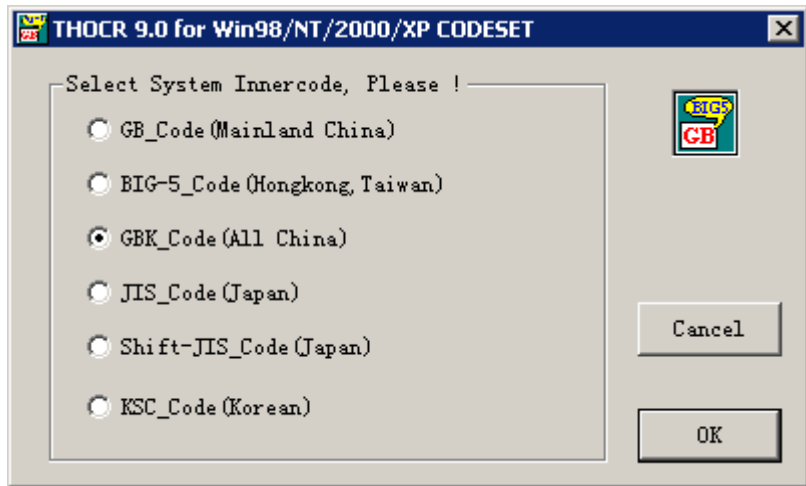 THOCR 9.0 for Win98/NT/2000/XP CODESET
Select System Innercode, Please !
GB_Code(Mainland China)
BIG5
GB
BIG-5_Code(Hongkong,Taiwan)
GBK_Code(All China)
JIS_Code(Japan)
Cancel
Shift-JIS_Code(Japan)
KSC_Code(Korean)
OK